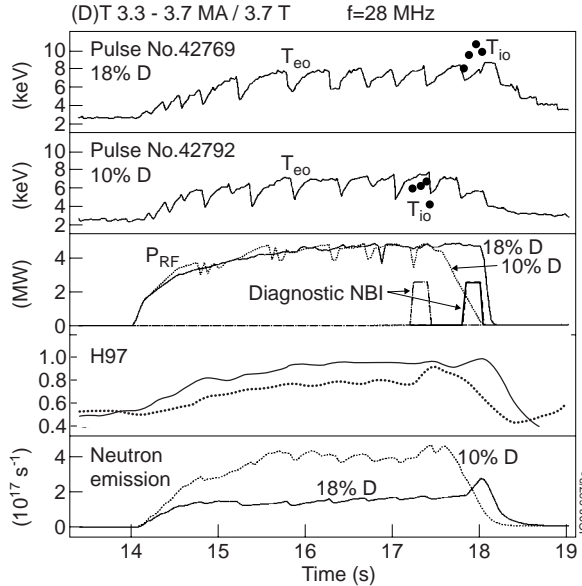 (D)T 3.3 - 3.7 MA / 3.7 T f=28 MHz
Pulse No.42769
18% D
Teo
Tio
(keV)
10
8
6
4
2
Pulse No.42792
10% D
Teo
Tio
(keV)
10
8
6
4
2
PRF
18% D
10% D
Diagnostic NBI
(MW)
4
2
0
H97
1.0
0.8
0.6
0.4
Neutron
emission
10% D
18% D
(10¹⁷ s⁻¹)
4
2
0
14 15 16 17 18 19
Time (s)